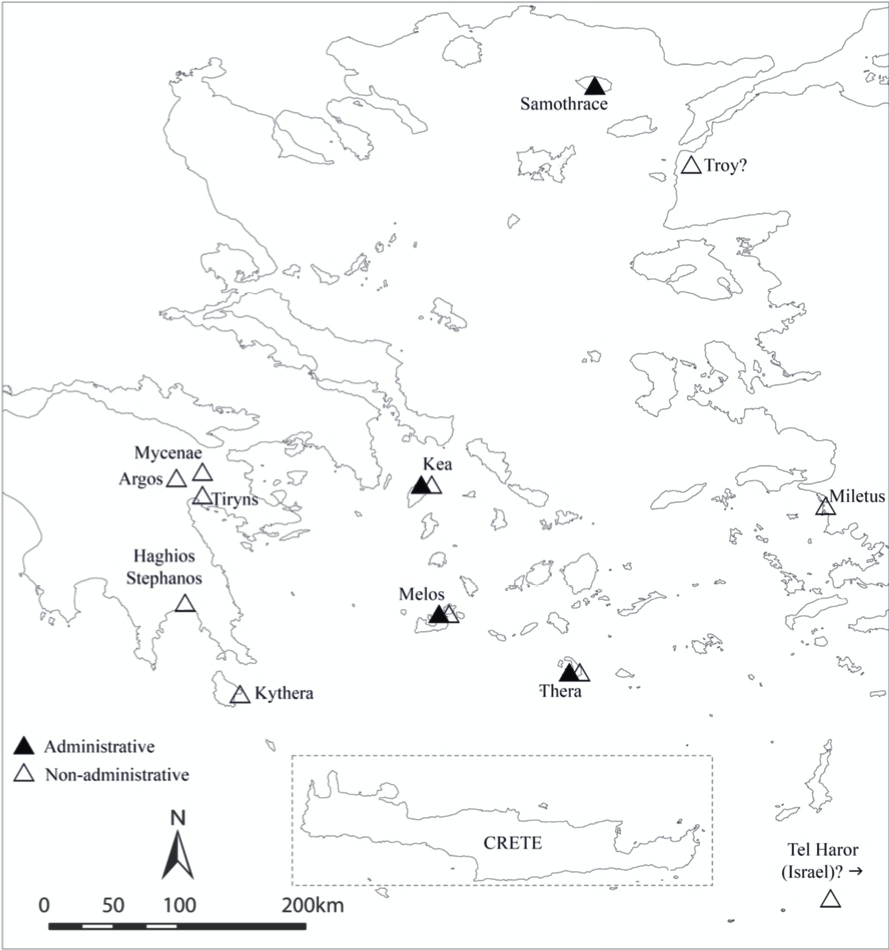 Samothrace
Troy?
Mycenae
Argos
Tiryns
Kea
Miletus
Haghios
Stephanos
Melos
Kythera
Thera
Administrative
Non-administrative
N
CRETE
Tel Haror
(Israel)? →
0 50 100 200km